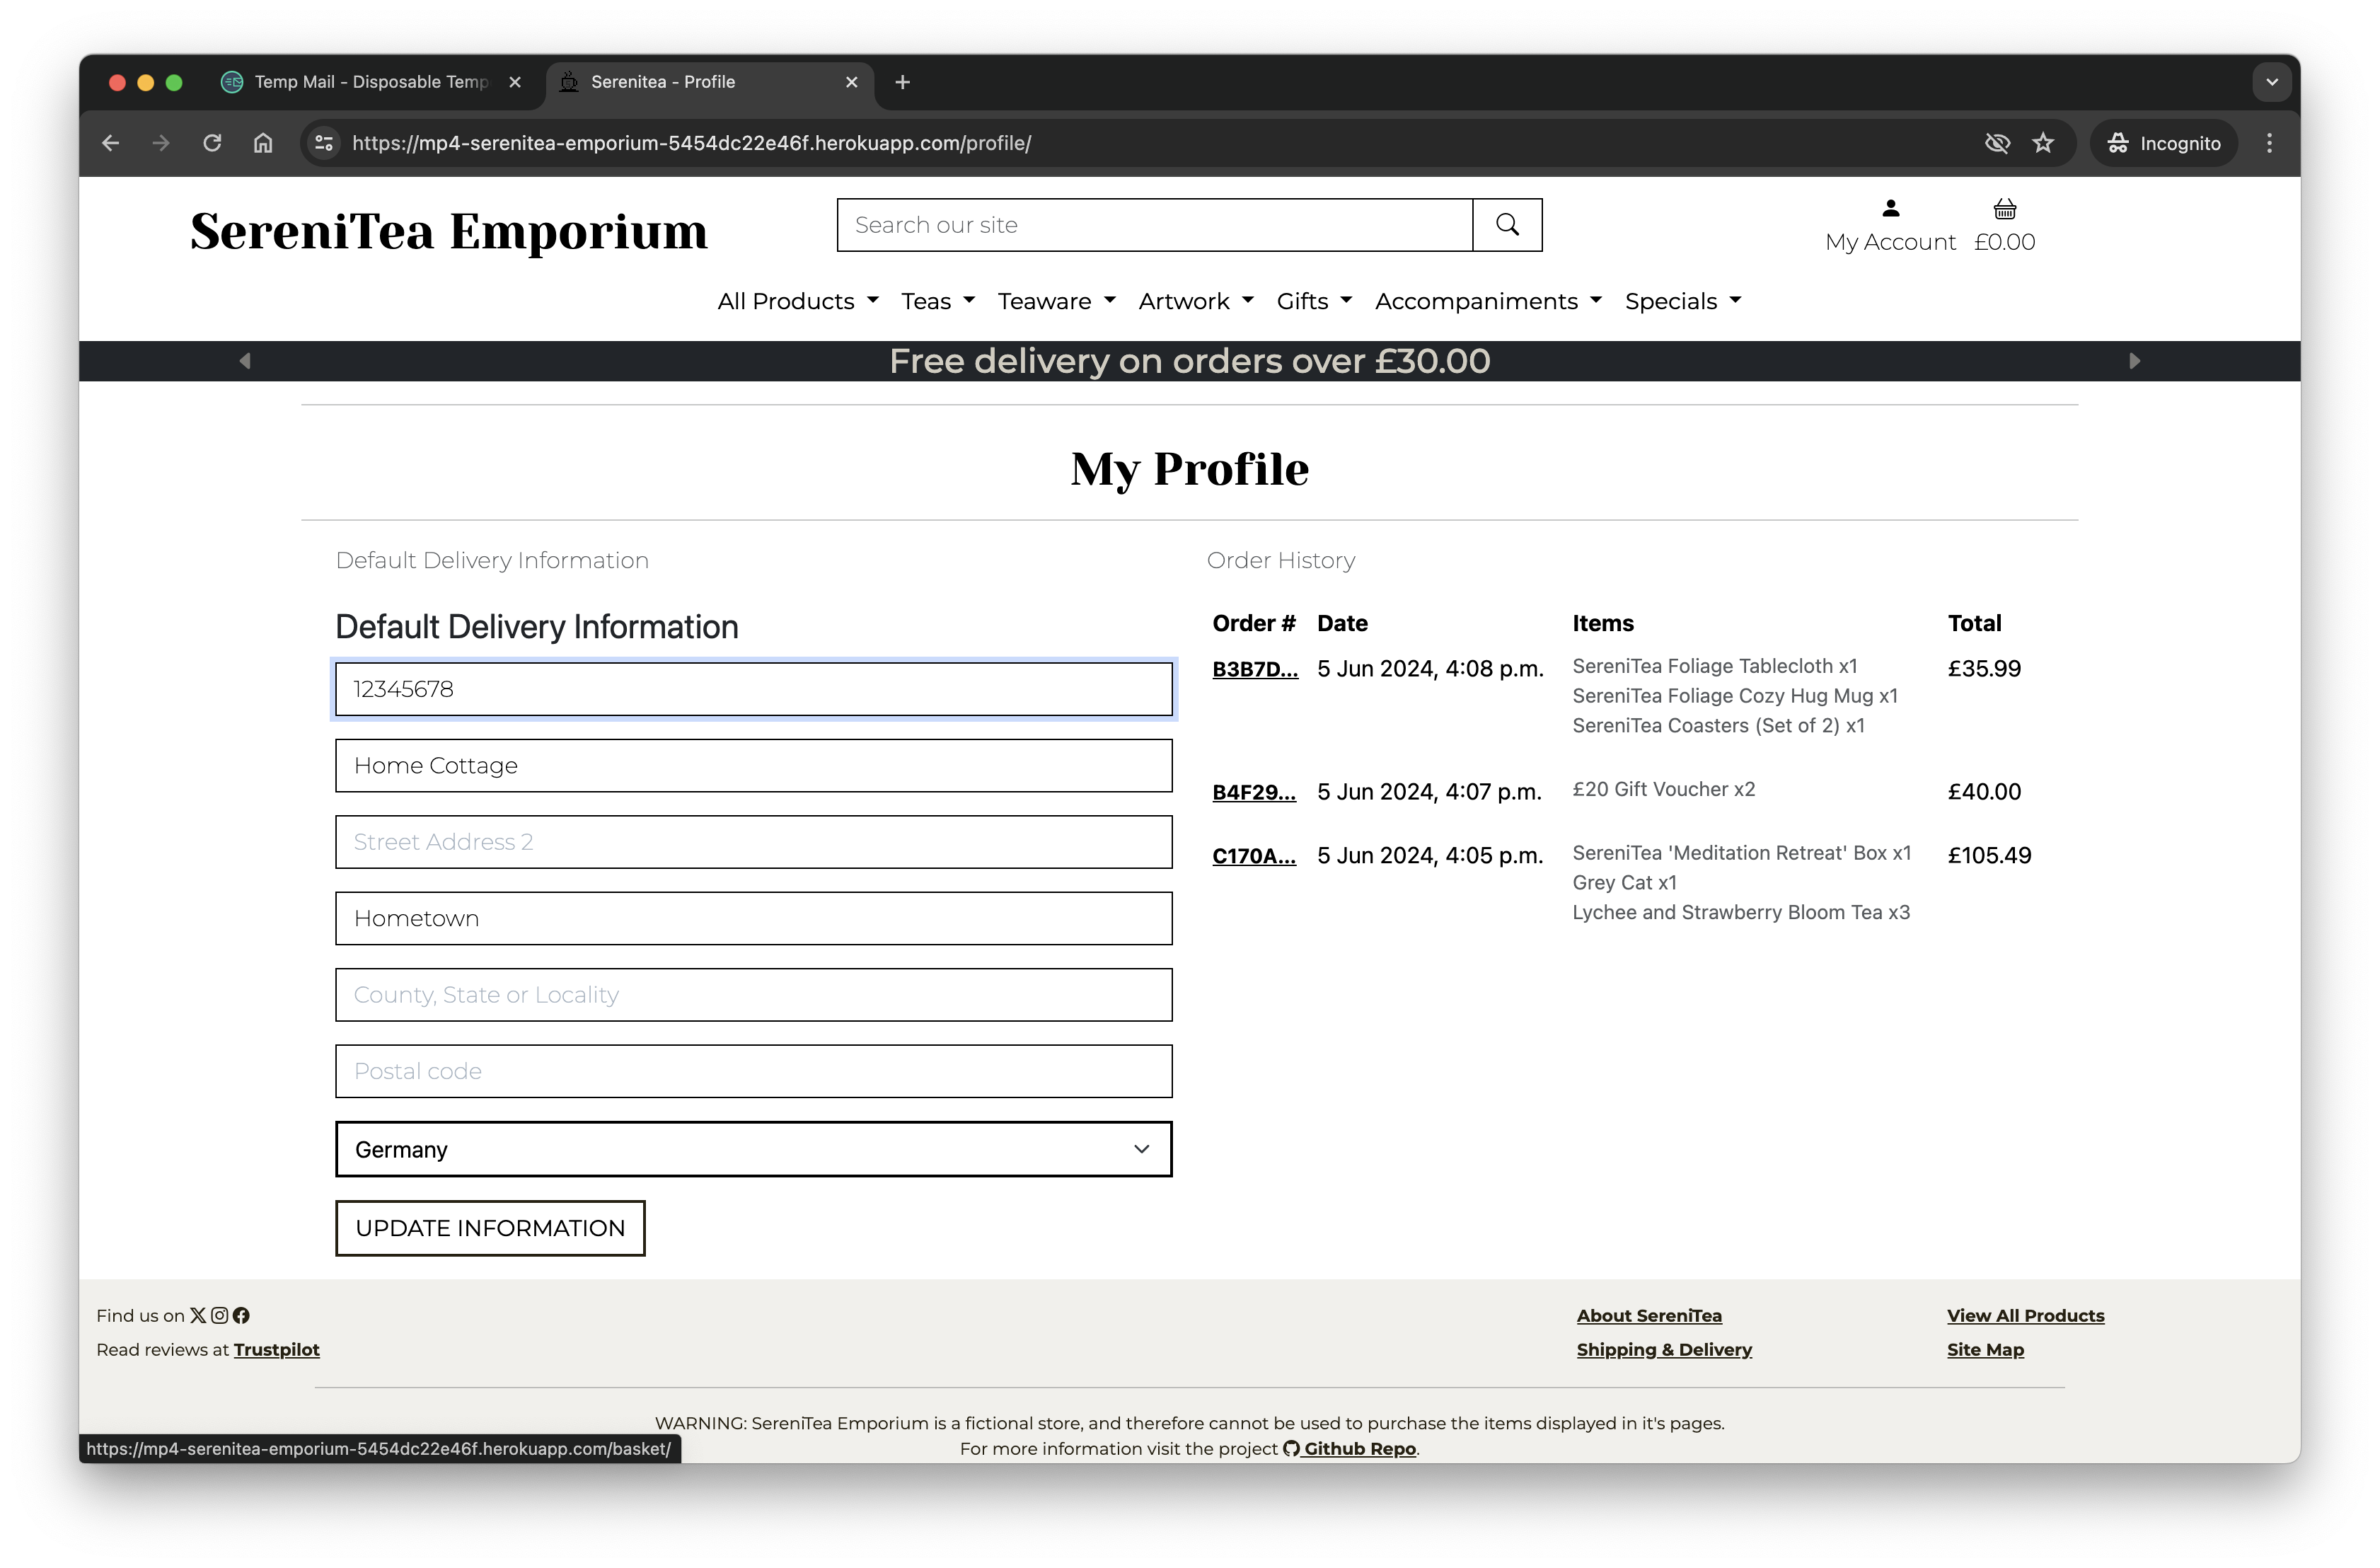 Temp Mail - Disposable Temp
Serenitea - Profile
https://mp4-serenitea-emporium-5454dc22e46f.herokuapp.com/profile/
Incognito
SereniTea Emporium
Search our site
My Account £0.00
All Products Teas Teaware Artwork Gifts Accompaniments Specials
Free delivery on orders over £30.00
My Profile
Default Delivery Information
Default Delivery Information
12345678
Home Cottage
Street Address 2
Hometown
County, State or Locality
Postal code
Germany
UPDATE INFORMATION
Order History
Order # Date Items Total
B3B7D... 5 Jun 2024, 4:08 p.m. SereniTea Foliage Tablecloth x1 £35.99
SereniTea Foliage Cozy Hug Mug x1
SereniTea Coasters (Set of 2) x1
B4F29... 5 Jun 2024, 4:07 p.m. £20 Gift Voucher x2 £40.00
C170A... 5 Jun 2024, 4:05 p.m. SereniTea 'Meditation Retreat' Box x1 £105.49
Grey Cat x1
Lychee and Strawberry Bloom Tea x3
Find us on
Read reviews at Trustpilot
About SereniTea
Shipping & Delivery
View All Products
Site Map
WARNING: SereniTea Emporium is a fictional store, and therefore cannot be used to purchase the items displayed in it's pages.
For more information visit the project Github Repo.
https://mp4-serenitea-emporium-5454dc22e46f.herokuapp.com/basket/